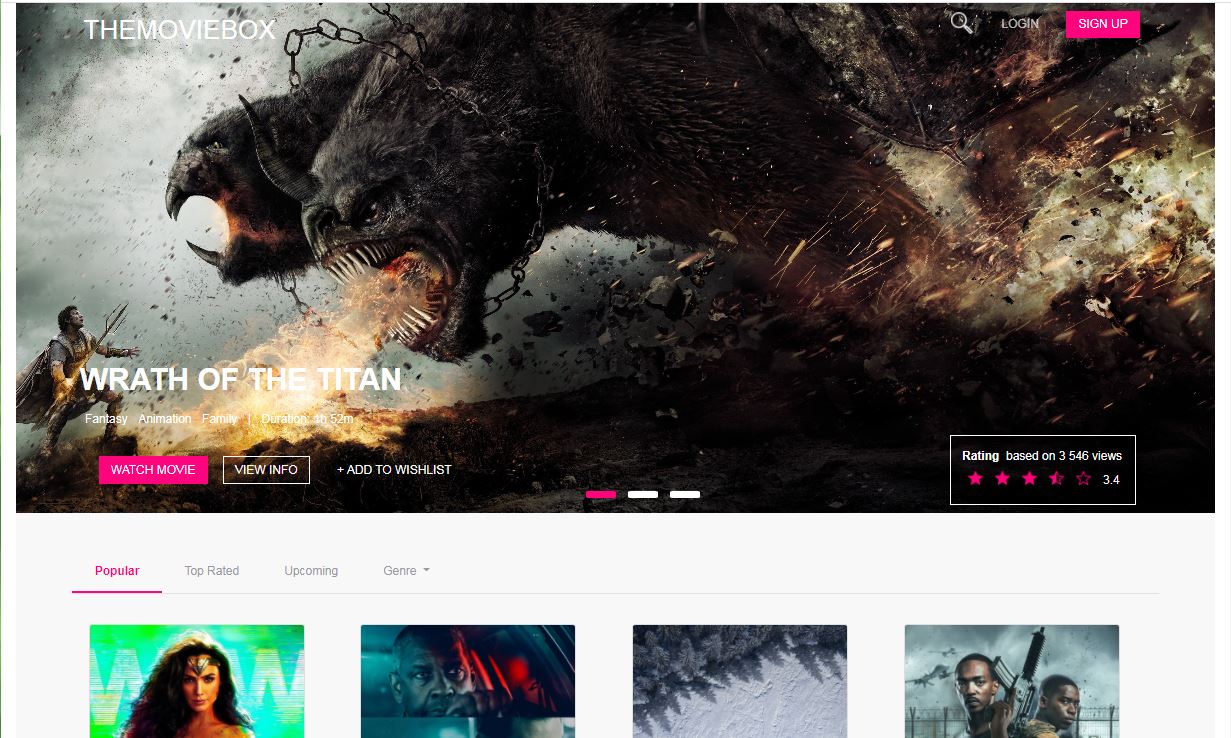 THEMOVIEBOX
LOGIN
SIGN UP
WRATH OF THE TITAN
Fantasy Animation Family | Duration: 1h 52m
WATCH MOVIE
VIEW INFO
+ ADD TO WISHLIST
Rating based on 3 546 views
3.4
Popular
Top Rated
Upcoming
Genre
WW